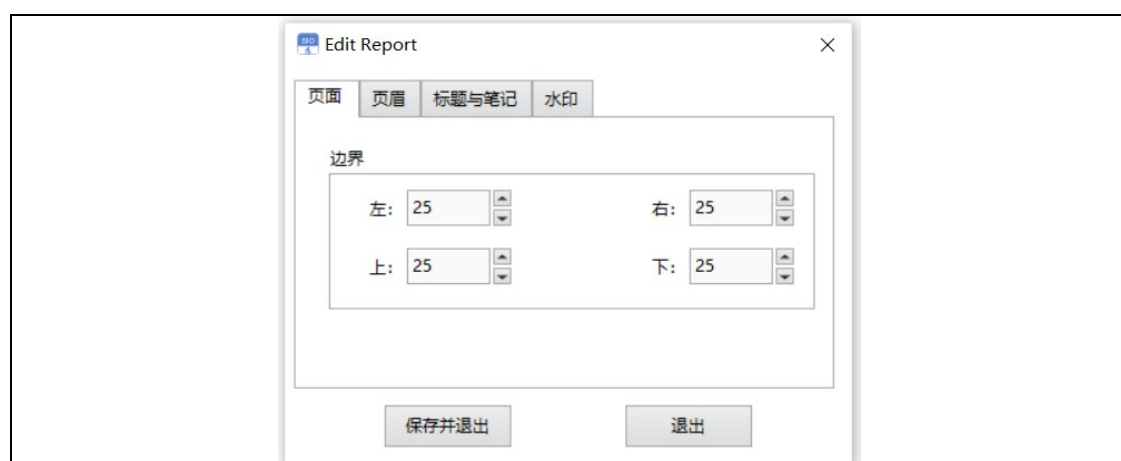 SIO
Edit Report
页面 页眉 标题与笔记 水印
边界
左: 25 右: 25
上: 25 下: 25
保存并退出 退出